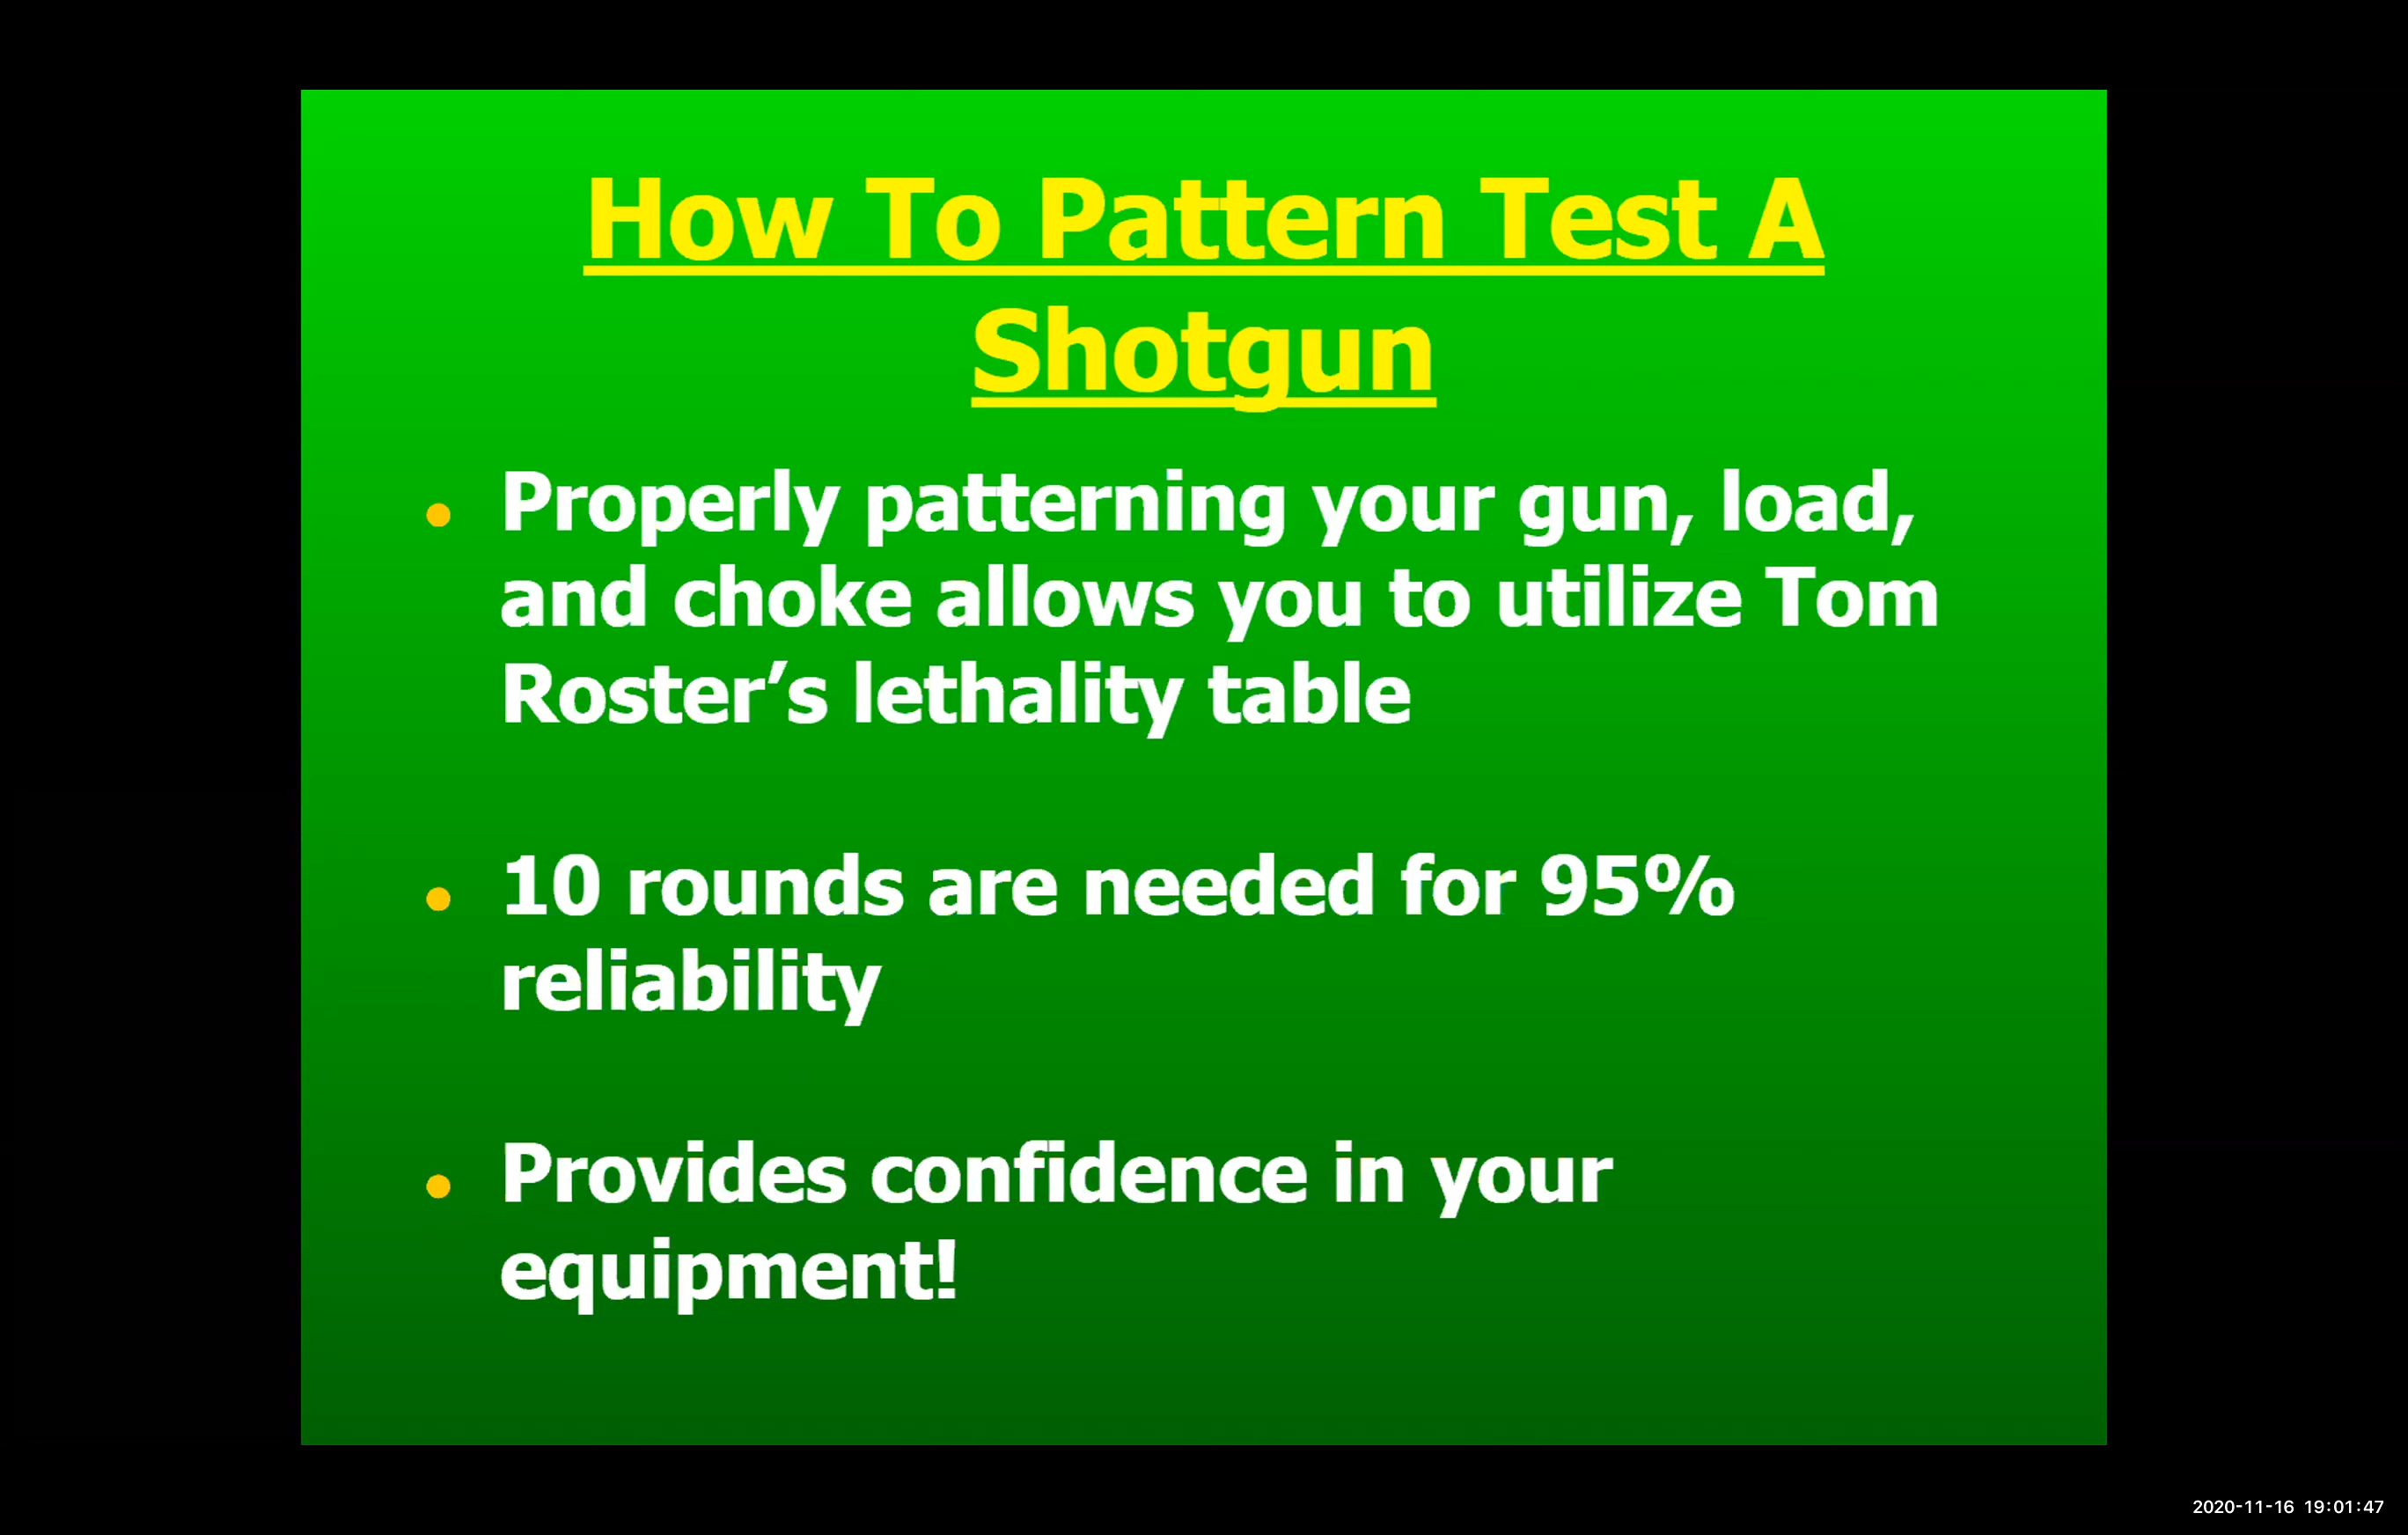 How To Pattern Test A
Shotgun
Properly patterning your gun, load,
and choke allows you to utilize Tom
Roster’s lethality table
10 rounds are needed for 95%
reliability
Provides confidence in your
equipment!
2020-11-16 19:01:47